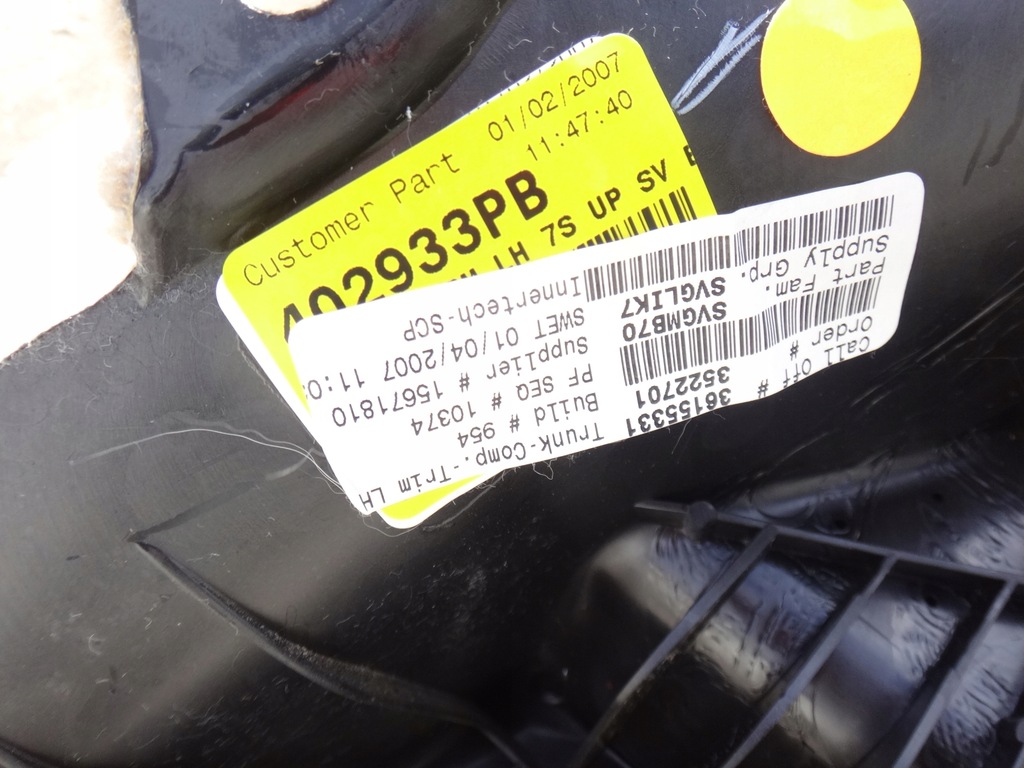 Customer Part 01/02/2007
11:47:40
402933PB
LH 7S UP SV
Trunk-Comp.-Trim LH
Build # 954
PF SEQ # 10374
Supplier # 15671810
SWET 01/04/2007 11:0
Innertech-SCP
Call Off # 36155331
Order # 3522701
Part Fam. SVGMB70
Supply Grp. SVGLIK7